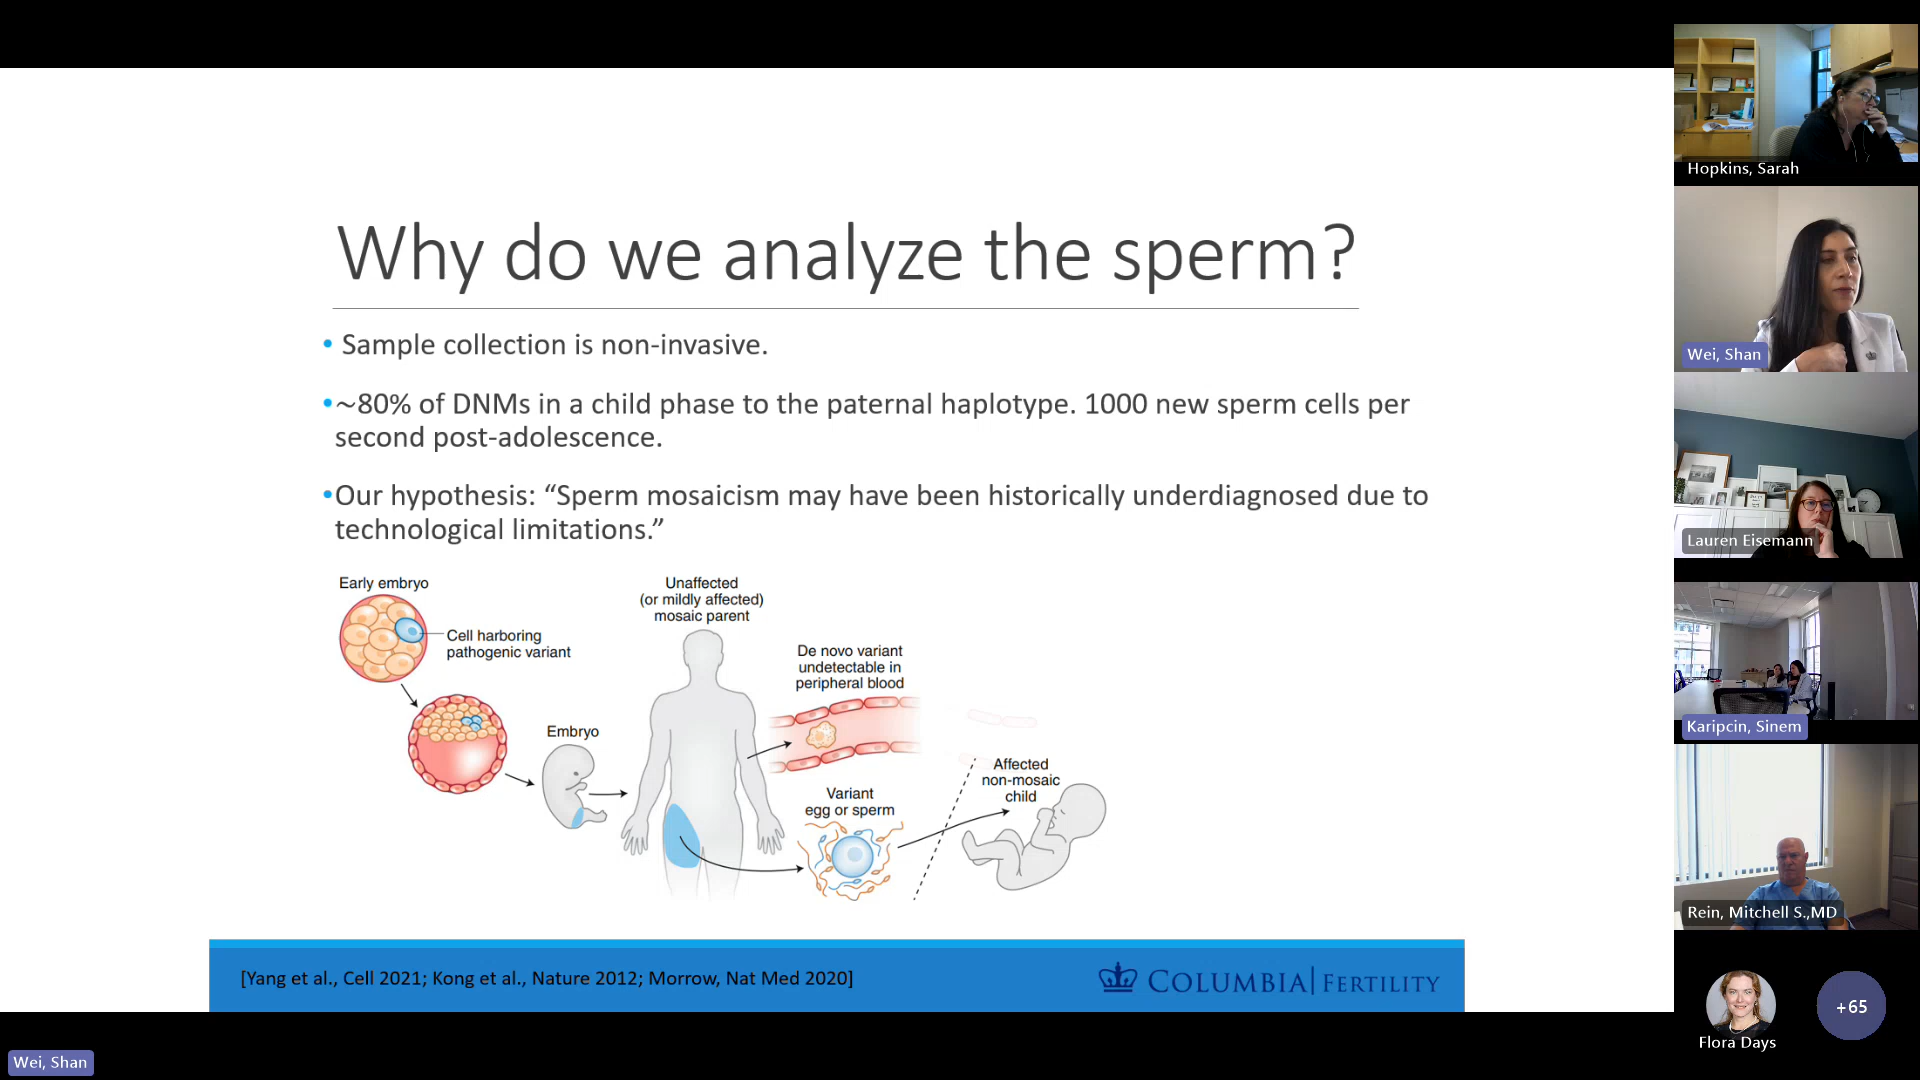 Why do we analyze the sperm?
• Sample collection is non-invasive.
• ~80% of DNMs in a child phase to the paternal haplotype. 1000 new sperm cells per
second post-adolescence.
• Our hypothesis: “Sperm mosaicism may have been historically underdiagnosed due to
technological limitations.”
Early embryo
Cell harboring
pathogenic variant
Embryo
Unaffected
(or mildly affected)
mosaic parent
De novo variant
undetectable in
peripheral blood
Variant
egg or sperm
Affected
non-mosaic
child
[Yang et al., Cell 2021; Kong et al., Nature 2012; Morrow, Nat Med 2020]
COLUMBIA | FERTILITY
Hopkins, Sarah
Wei, Shan
Lauren Eisemann
Karipcin, Sinem
Rein, Mitchell S.,MD
Flora Days
+65
Wei, Shan